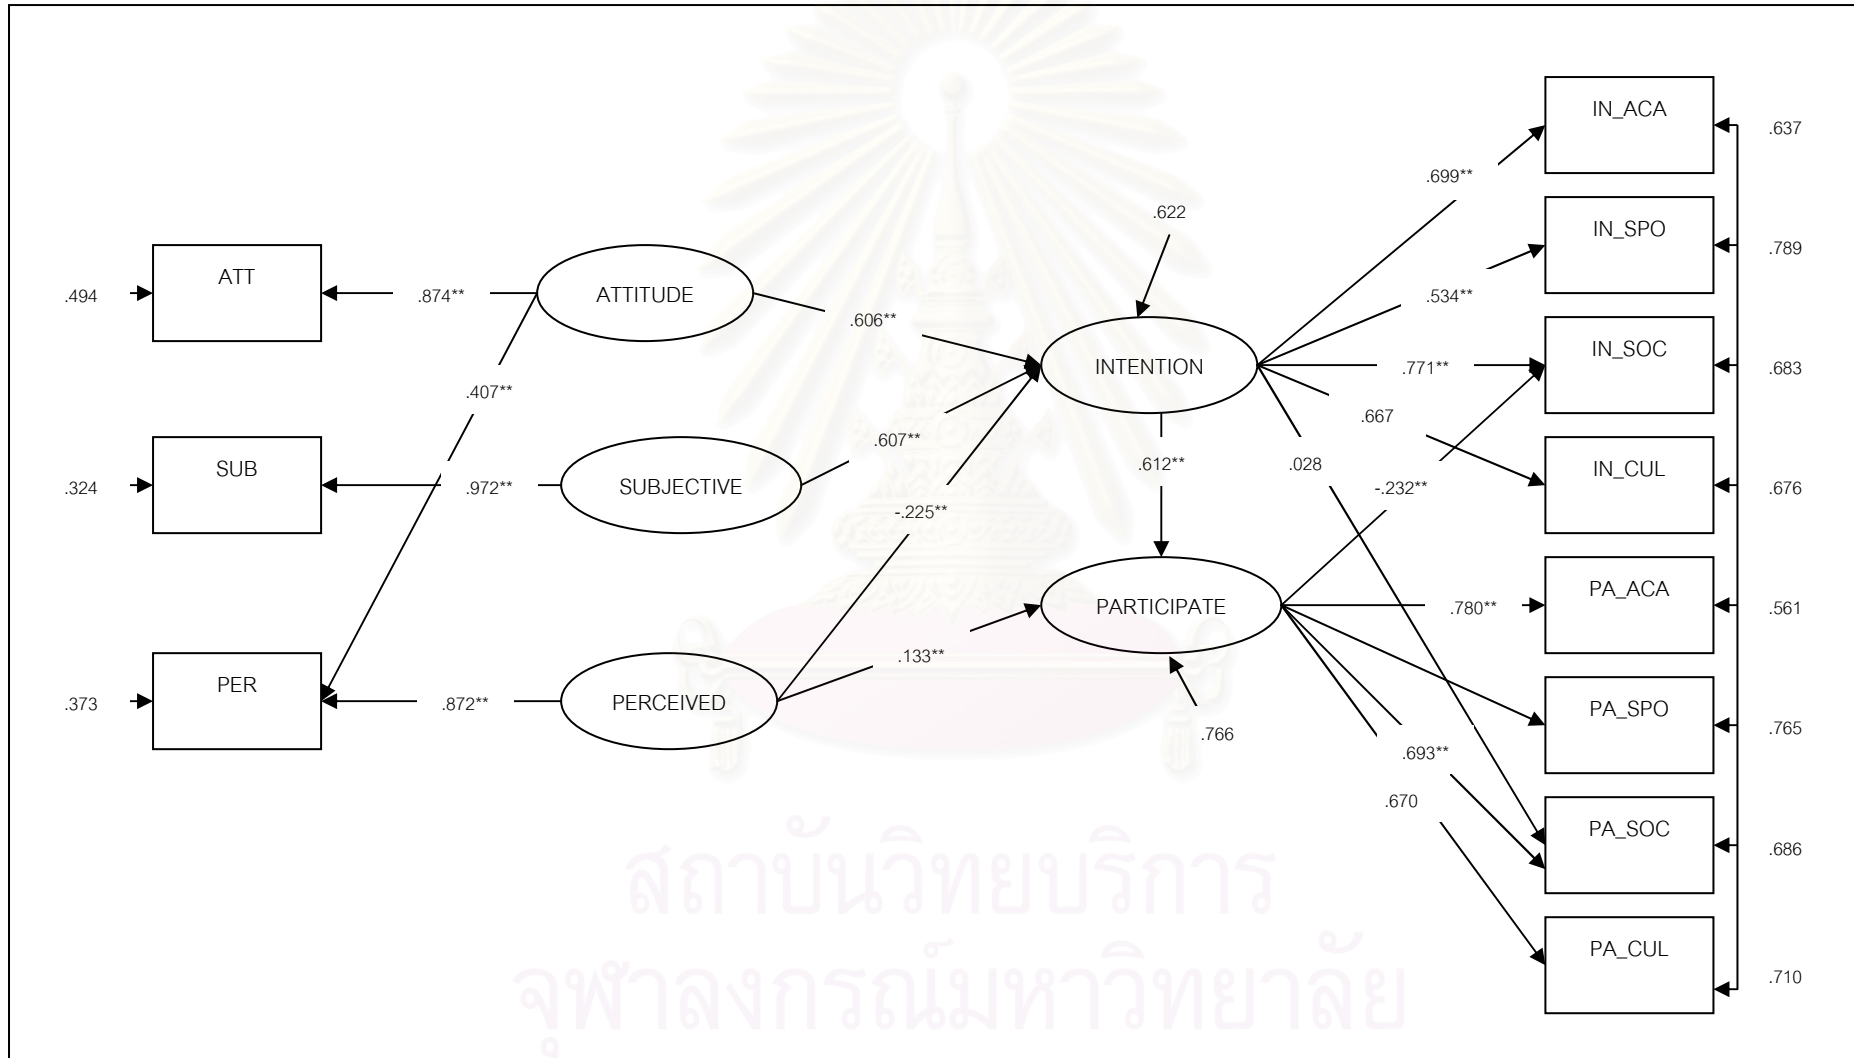 IN_ACA
.637
.699**
IN_SPO
.789
.622
ATT
.494
.874**
ATTITUDE
.606**
.534**
INTENTION
IN_SOC
.683
.771**
.407**
.667
.607**
.612**
.028
IN_CUL
.676
-.232**
SUB
.324
.972**
SUBJECTIVE
-.225**
PARTICIPATE
.780**
PA_ACA
.561
.133**
PER
.373
.872**
PERCEIVED
.766
PA_SPO
.765
.693**
.670
PA_SOC
.686
PA_CUL
.710
สถาบันวิทยบริการ
จุฬาลงกรณ์มหาวิทยาลัย